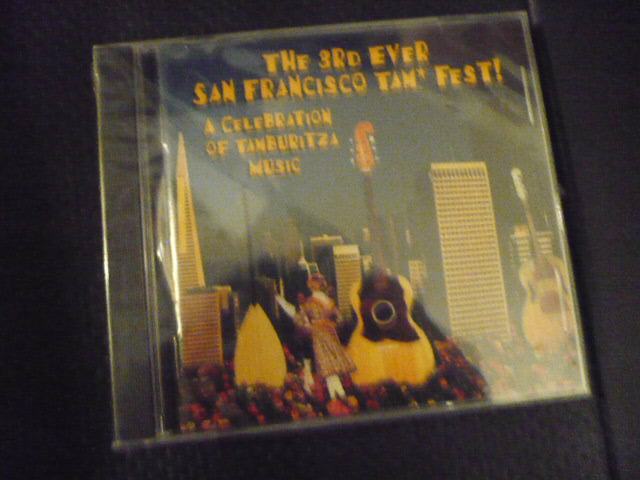 THE 3RD EVER
SAN FRANCISCO TAM* FEST!
A CELEBRATION
OF TAMBURITZA
MUSIC